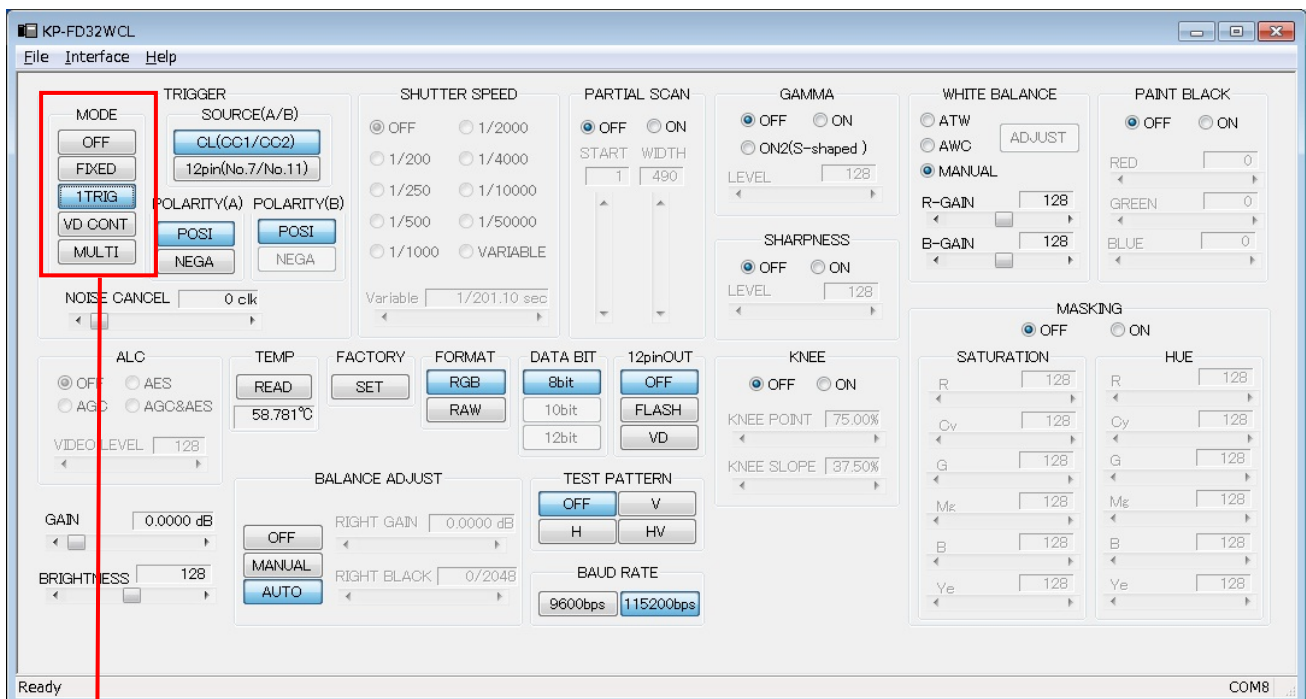 KP-FD32WCL
File Interface Help
TRIGGER
MODE
OFF
FIXED
1TRIG
VD CONT
MULTI
SOURCE(A/B)
CL(CC1/CC2)
12pin(No.7/No.11)
POLARITY(A) POLARITY(B)
POSI POSI
NEGA NEGA
NOISE CANCEL 0 clk
SHUTTER SPEED
OFF 1/2000
1/200 1/4000
1/250 1/10000
1/500 1/50000
1/1000 VARIABLE
Variable 1/201.10 sec
PARTIAL SCAN
OFF ON
START WIDTH
1 490
GAMMA
OFF ON
ON2(S-shaped )
LEVEL 128
SHARPNESS
OFF ON
LEVEL 128
WHITE BALANCE
ATW
AWC
MANUAL
ADJUST
R-GAIN 128
B-GAIN 128
PAINT BLACK
OFF ON
RED 0
GREEN 0
BLUE 0
ALC
OFF AES
AGC AGC&AES
VIDEO LEVEL 128
GAIN 0.0000 dB
BRIGHTNESS 128
TEMP
READ
58.781℃
FACTORY
SET
FORMAT
RGB
RAW
DATA BIT
8bit
10bit
12bit
12pinOUT
OFF
FLASH
VD
BALANCE ADJUST
OFF
MANUAL
AUTO
RIGHT GAIN 0.0000 dB
RIGHT BLACK 0/2048
TEST PATTERN
OFF V
H HV
BAUD RATE
9600bps 115200bps
KNEE
OFF ON
KNEE POINT 75.00%
KNEE SLOPE 37.50%
MASKING
OFF ON
SATURATION
R 128
Cy 128
G 128
Mg 128
B 128
Ye 128
HUE
R 128
Cy 128
G 128
Mg 128
B 128
Ye 128
Ready COM8